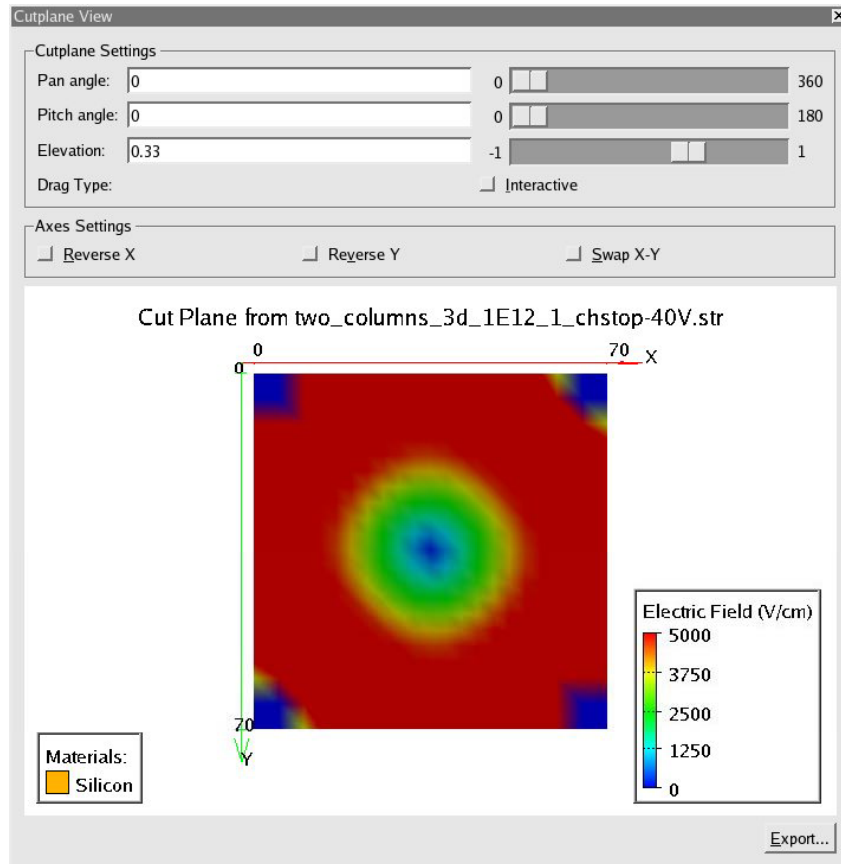 Cutplane View
Cutplane Settings
Pan angle: 0 0 360
Pitch angle: 0 0 180
Elevation: 0.33 -1 1
Drag Type: Interactive
Axes Settings
Reverse X Reverse Y Swap X-Y
Cut Plane from two_columns_3d_1E12_1_chstop-40V.str
0 70 X
0
Electric Field (V/cm)
5000
3750
2500
1250
0
70
Y
Materials:
Silicon
Export...